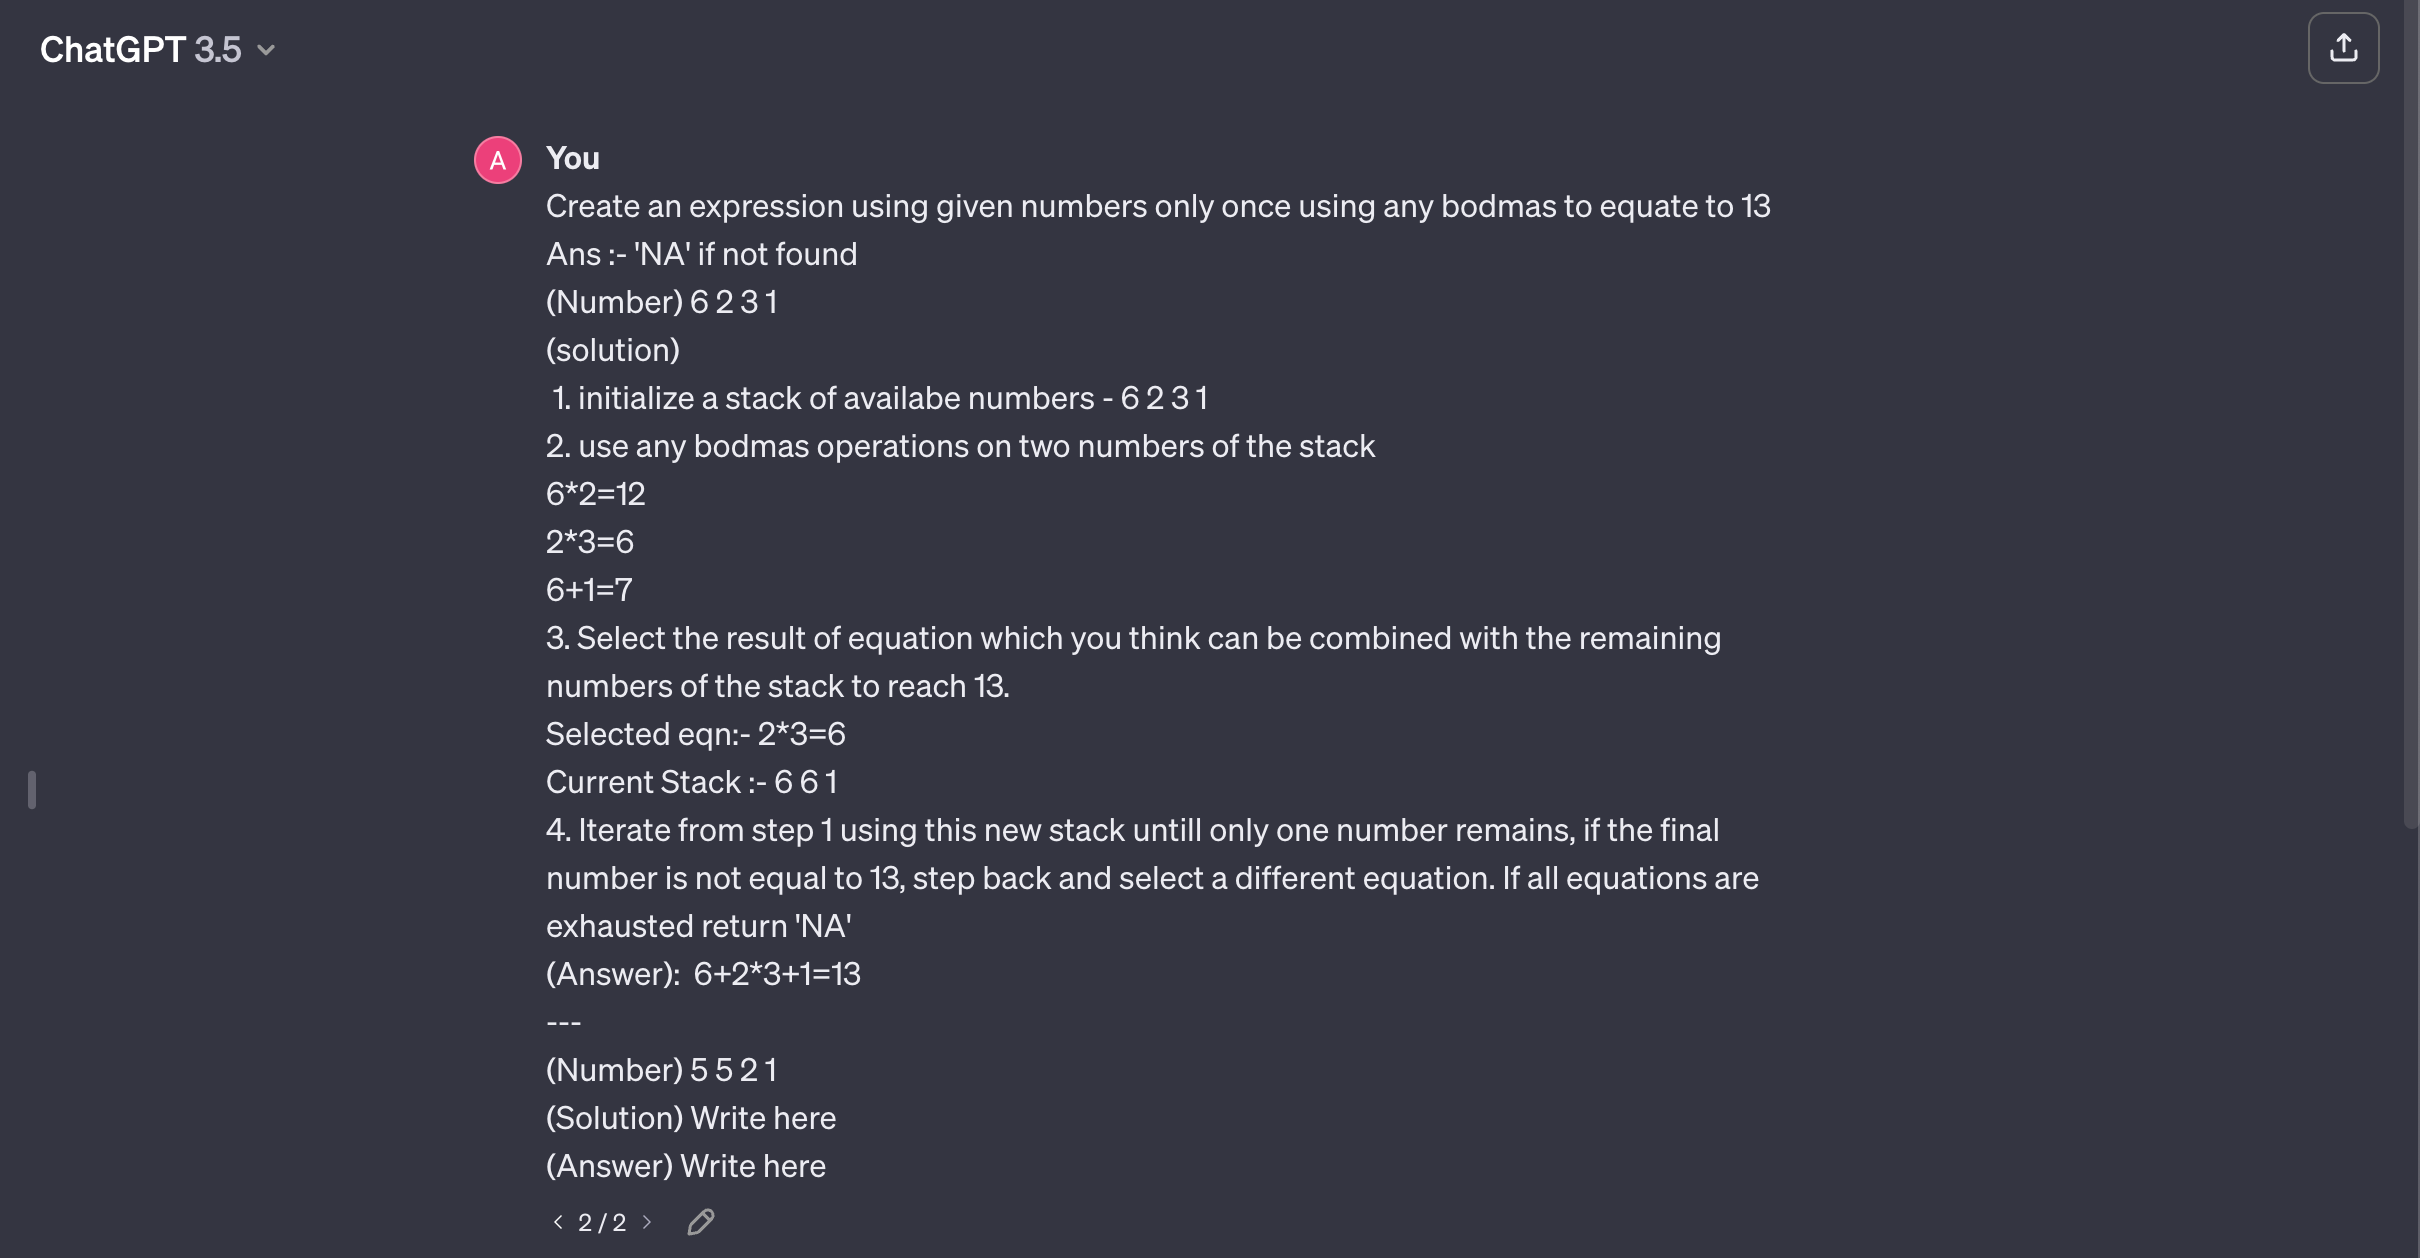 ChatGPT 3.5
A
You
Create an expression using given numbers only once using any bodmas to equate to 13
Ans :- 'NA' if not found
(Number) 6 2 3 1
(solution)
1. initialize a stack of availabe numbers - 6 2 3 1
2. use any bodmas operations on two numbers of the stack
6*2=12
2*3=6
6+1=7
3. Select the result of equation which you think can be combined with the remaining
numbers of the stack to reach 13.
Selected eqn:- 2*3=6
Current Stack :- 6 6 1
4. Iterate from step 1 using this new stack untill only one number remains, if the final
number is not equal to 13, step back and select a different equation. If all equations are
exhausted return 'NA'
(Answer): 6+2*3+1=13
---
(Number) 5 5 2 1
(Solution) Write here
(Answer) Write here
< 2 / 2 >